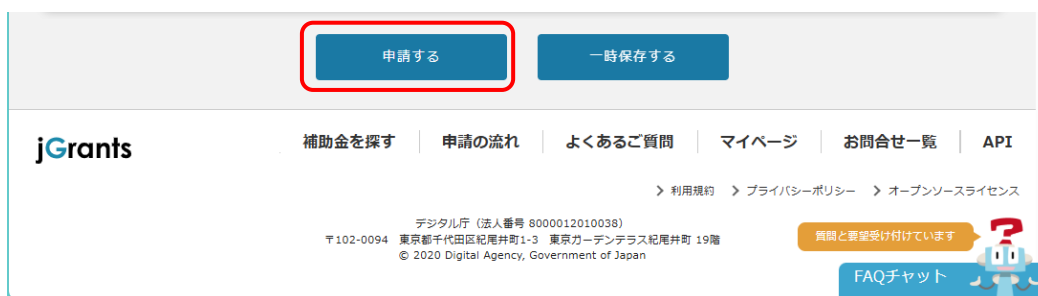 申請する 一時保存する
jGrants 補助金を探す 申請の流れ よくあるご質問 マイページ お問合せ一覧 API
利用規約 プライバシーポリシー オープンソースライセンス
デジタル庁（法人番号 8000012010038）
〒102-0094 東京都千代田区紀尾井町1-3 東京ガーデンテラス紀尾井町 19階
© 2020 Digital Agency, Government of Japan
質問と要望受け付けています
FAQチャット